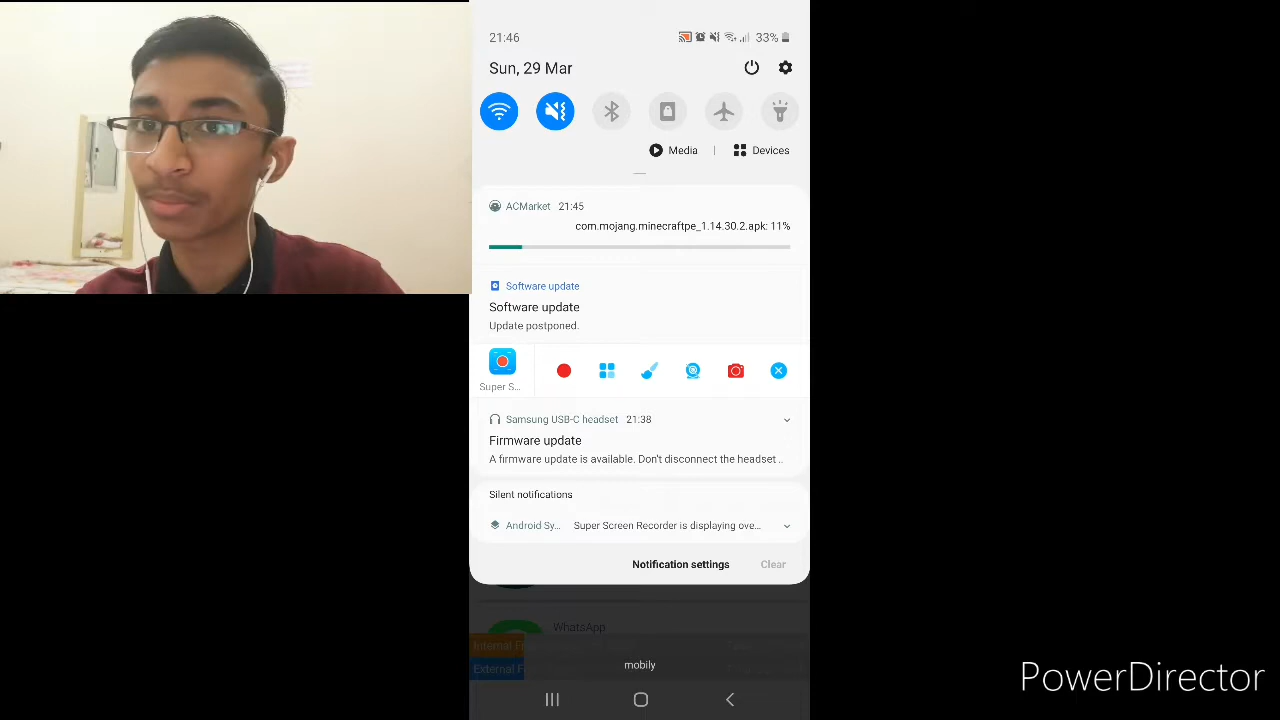 21:46
33%
Sun, 29 Mar
Media | Devices
ACMarket 21:45
com.mojang.minecraftpe_1.14.30.2.apk: 11%
Software update
Software update
Update postponed.
Super S...
Samsung USB-C headset 21:38
Firmware update
A firmware update is available. Don't disconnect the headset ..
Silent notifications
Android Sy... Super Screen Recorder is displaying ove...
Notification settings Clear
WhatsApp
Internal
External F
mobily
PowerDirector